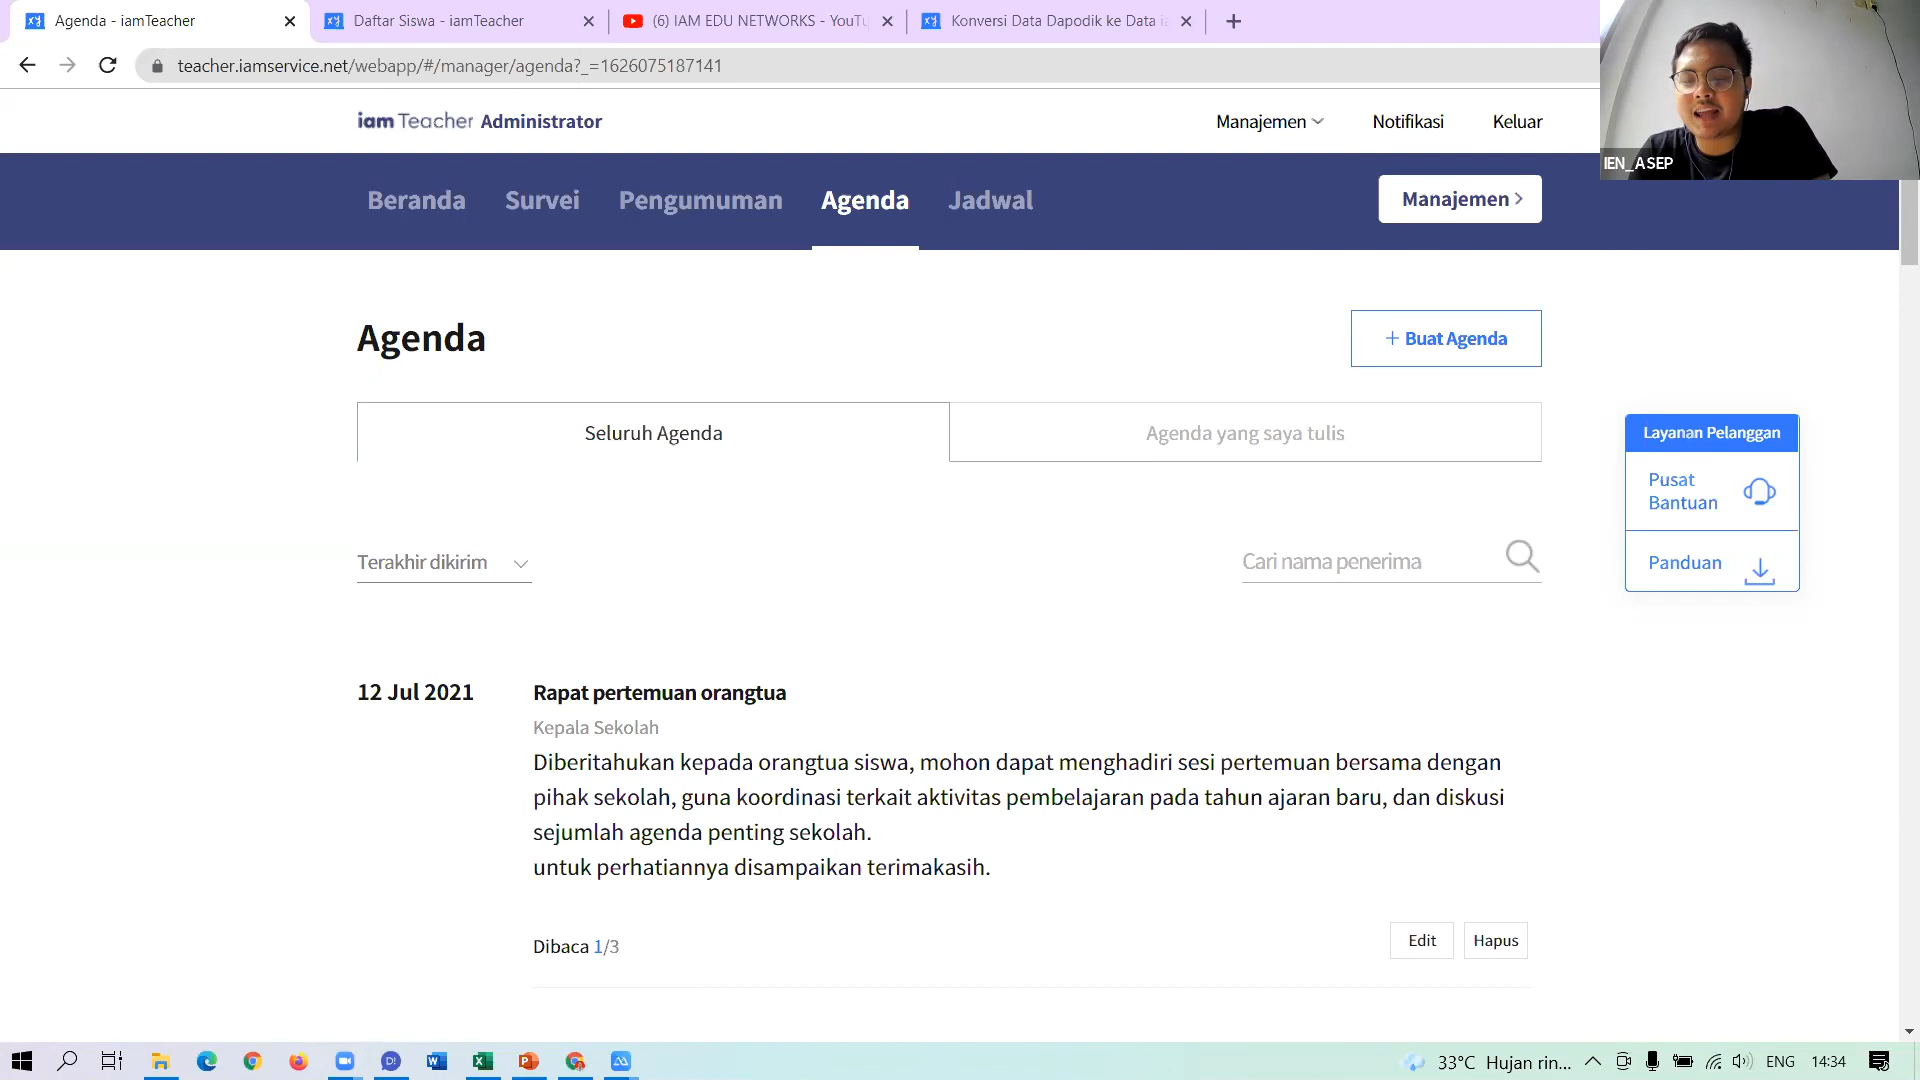 Agenda - iamTeacher
Daftar Siswa - iamTeacher
(6) IAM EDU NETWORKS - YouTu
Konversi Data Dapodik ke Data ia
teacher.iamservice.net/webapp/#/manager/agenda?_=1626075187141
iam Teacher Administrator
Manajemen
Notifikasi
Keluar
IEN_ASEP
Beranda
Survei
Pengumuman
Agenda
Jadwal
Manajemen >
Agenda
+ Buat Agenda
Seluruh Agenda
Agenda yang saya tulis
Layanan Pelanggan
Pusat
Bantuan
Panduan
Terakhir dikirim
Cari nama penerima
12 Jul 2021
Rapat pertemuan orangtua
Kepala Sekolah
Diberitahukan kepada orangtua siswa, mohon dapat menghadiri sesi pertemuan bersama dengan
pihak sekolah, guna koordinasi terkait aktivitas pembelajaran pada tahun ajaran baru, dan diskusi
sejumlah agenda penting sekolah.
untuk perhatiannya disampaikan terimakasih.
Dibaca 1/3
Edit
Hapus
33°C Hujan rin...
ENG
14:34